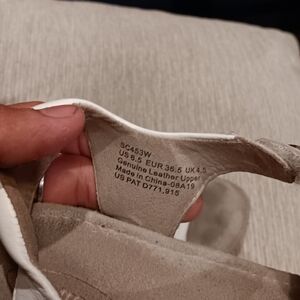 SC453W
US 6.5 EUR 36.5 UK 4.5
Genuine Leather Upper
Made in China-08A19
US PAT D771,915